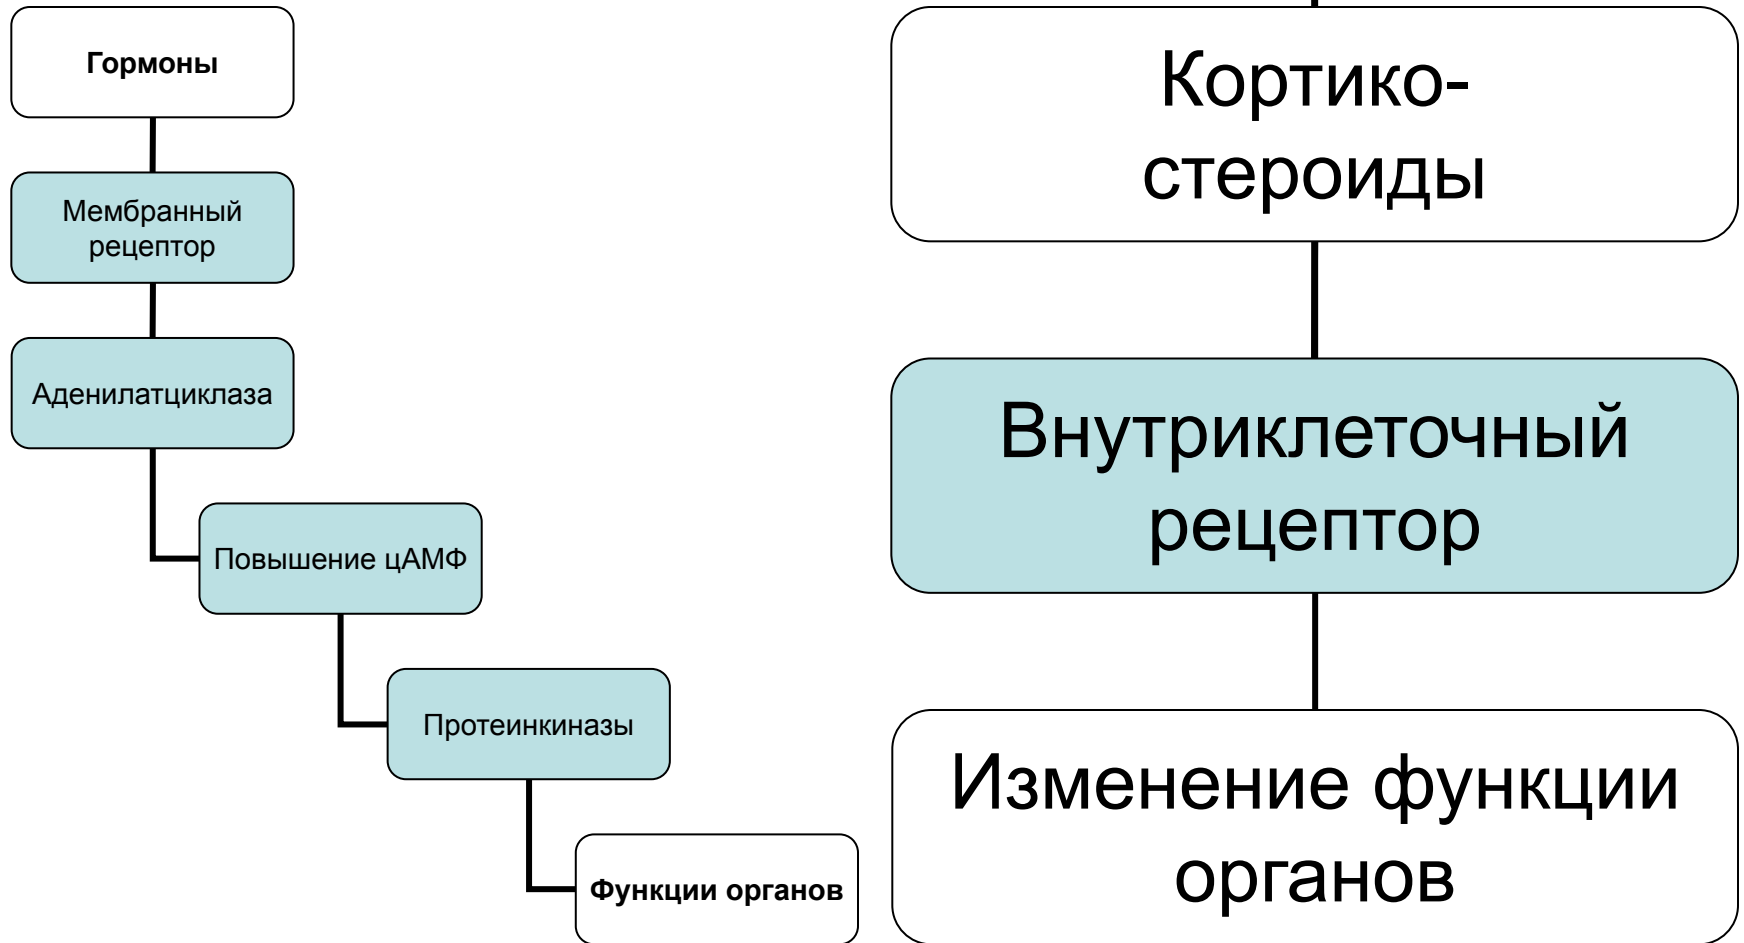 Гормоны
Мембранный
рецептор
Аденилатциклаза
Повышение цАМФ
Протеинкиназы
Функции органов
Кортико-
стероиды
Внутриклеточный
рецептор
Изменение функции
органов